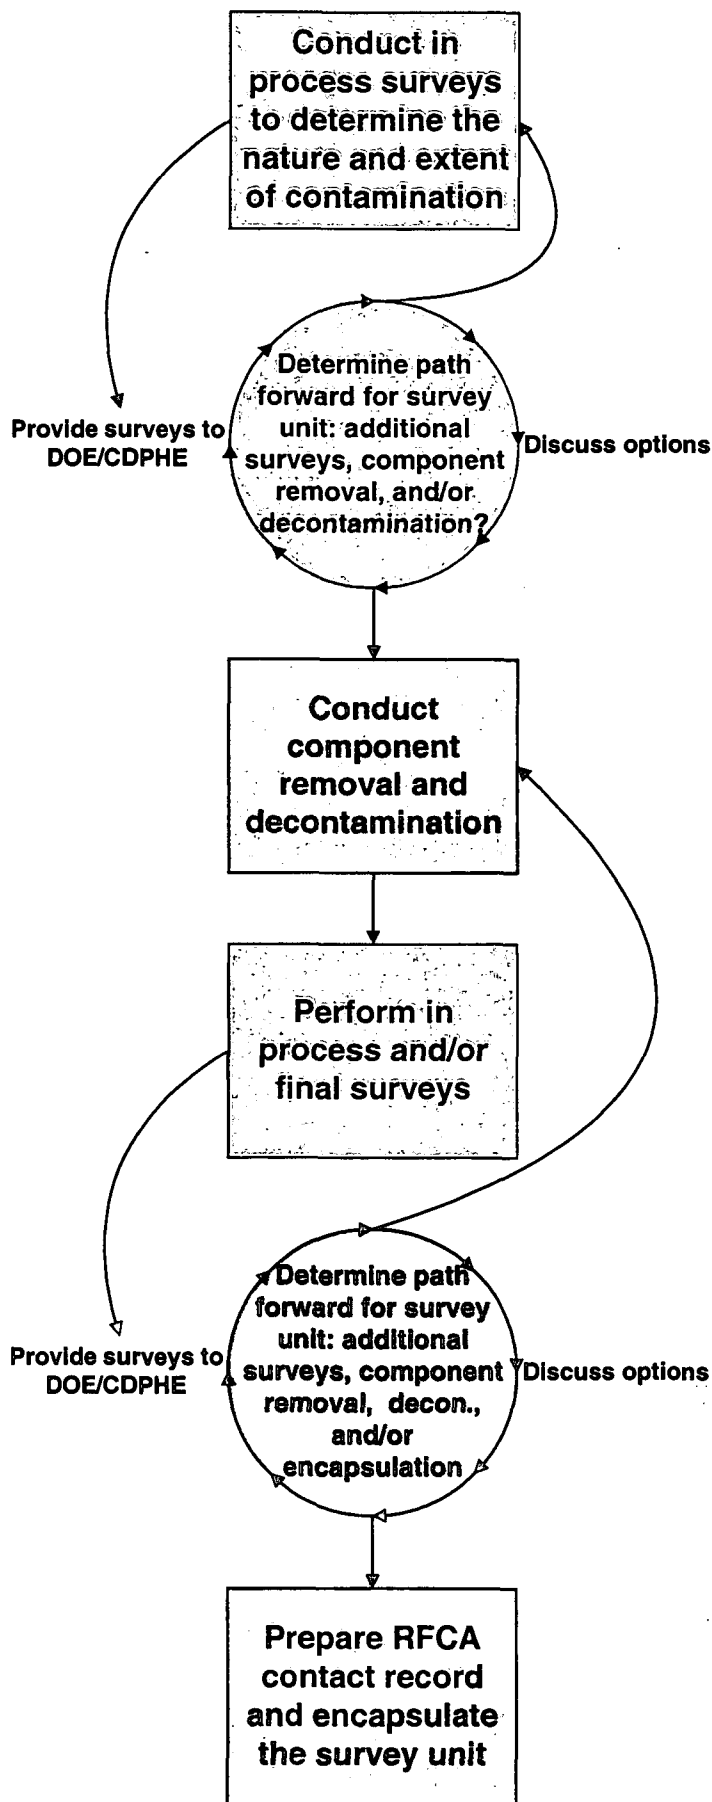 Conduct in
process surveys
to determine the
nature and extent
of contamination
Determine path
forward for survey
unit: additional
surveys, component
removal, and/or
decontamination?
Provide surveys to
DOE/CDPHE
Discuss options
Conduct
component
removal and
decontamination
Perform in
process and/or
final surveys
Determine path
forward for survey
unit: additional
surveys, component
removal, decon.,
and/or
encapsulation
Provide surveys to
DOE/CDPHE
Discuss options
Prepare RFCA
contact record
and encapsulate
the survey unit